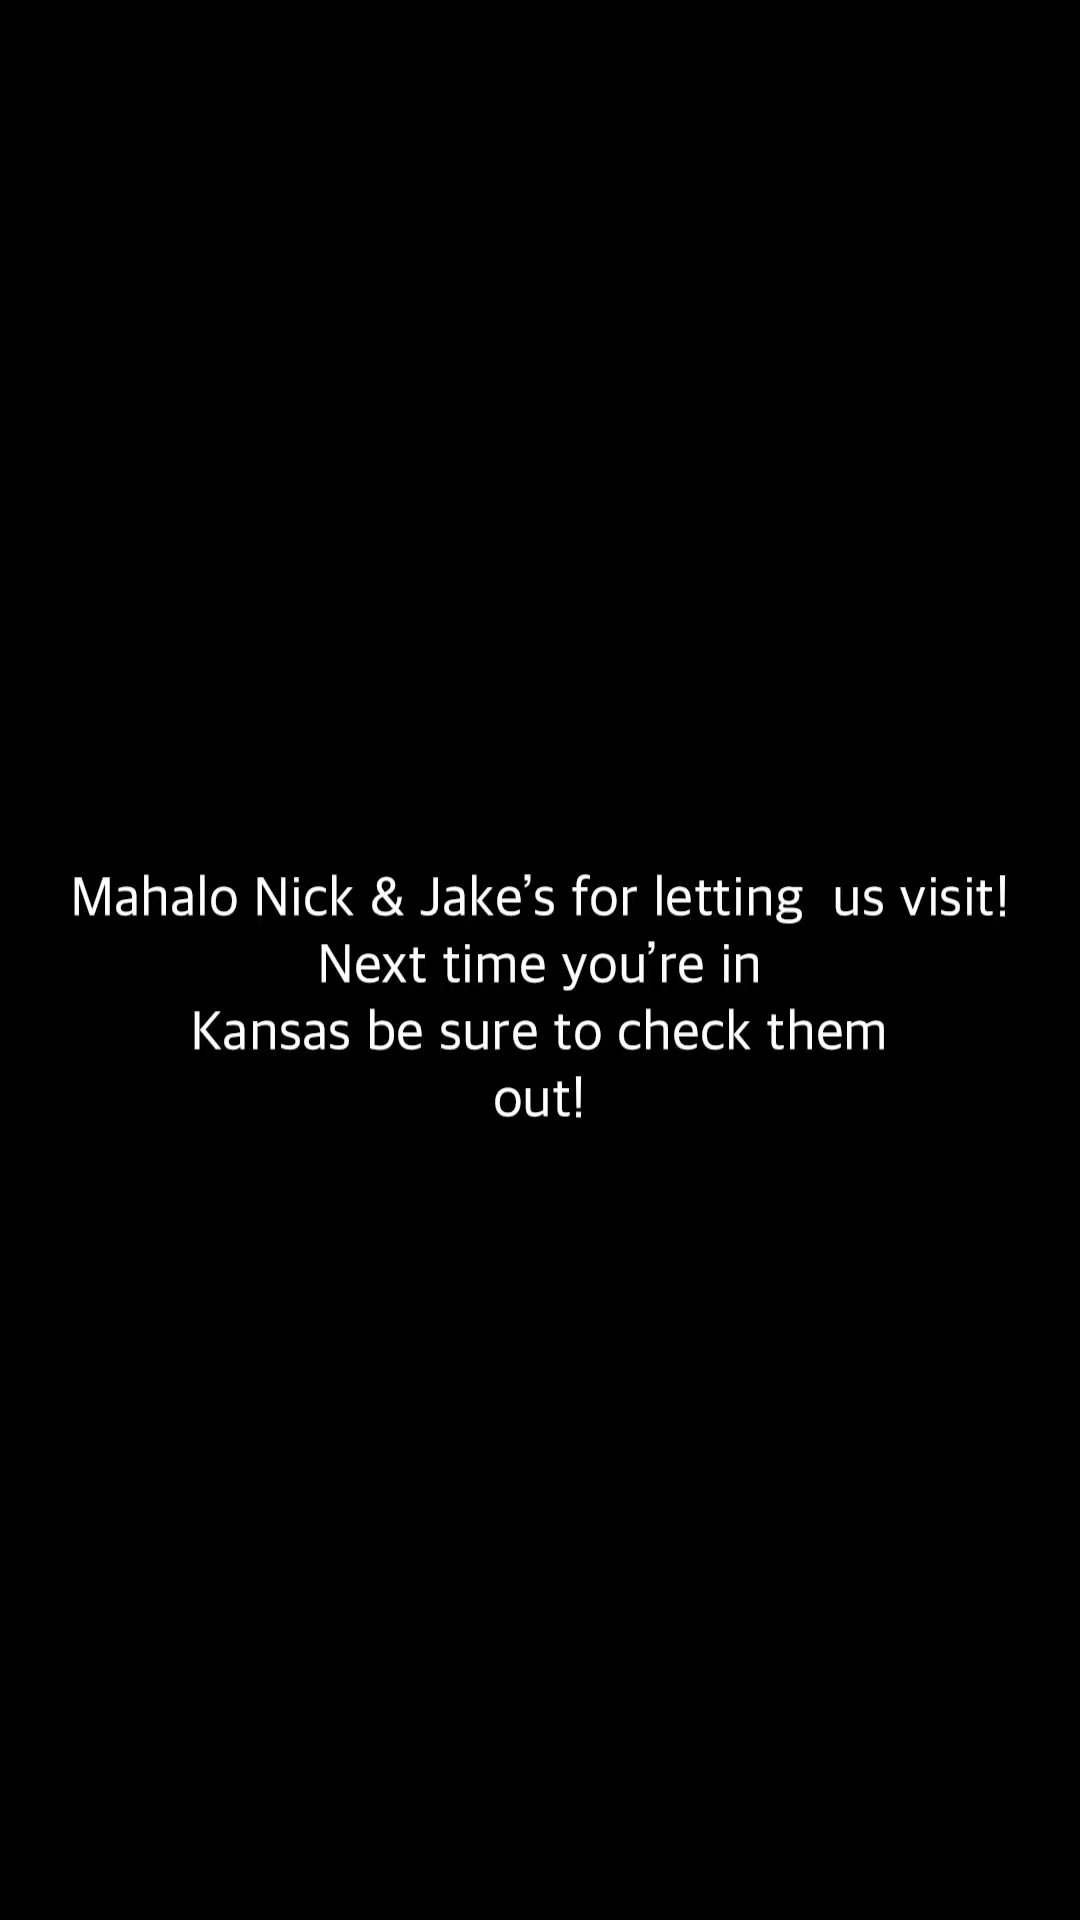 Mahalo Nick & Jake’s for letting  us visit!
Next time you’re in
Kansas be sure to check them
out!